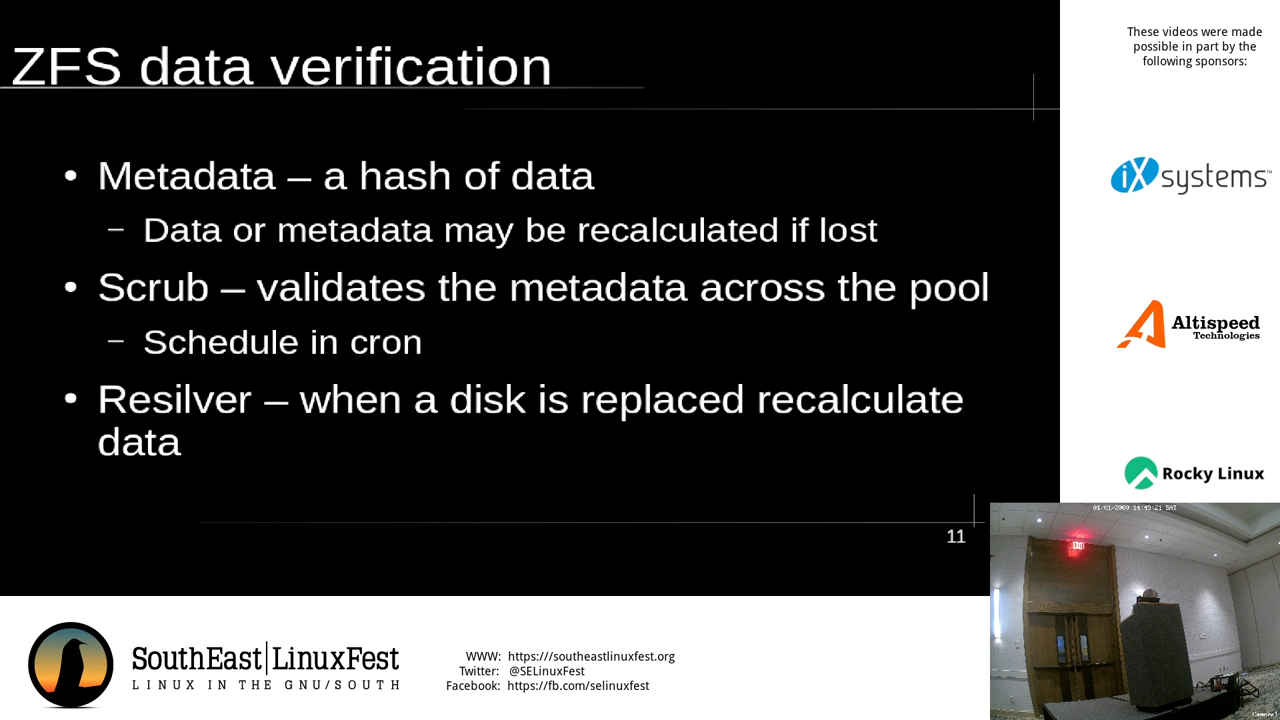 ZFS data verification
• Metadata – a hash of data
– Data or metadata may be recalculated if lost
• Scrub – validates the metadata across the pool
– Schedule in cron
• Resilver – when a disk is replaced recalculate
data
11
These videos were made
possible in part by the
following sponsors:
iXsystems™
Altispeed
Technologies
Rocky Linux
EXIT
SouthEast|LinuxFest
LINUX IN THE GNU/SOUTH
WWW: https:///southeastlinuxfest.org
Twitter: @SELinuxFest
Facebook: https://fb.com/selinuxfest